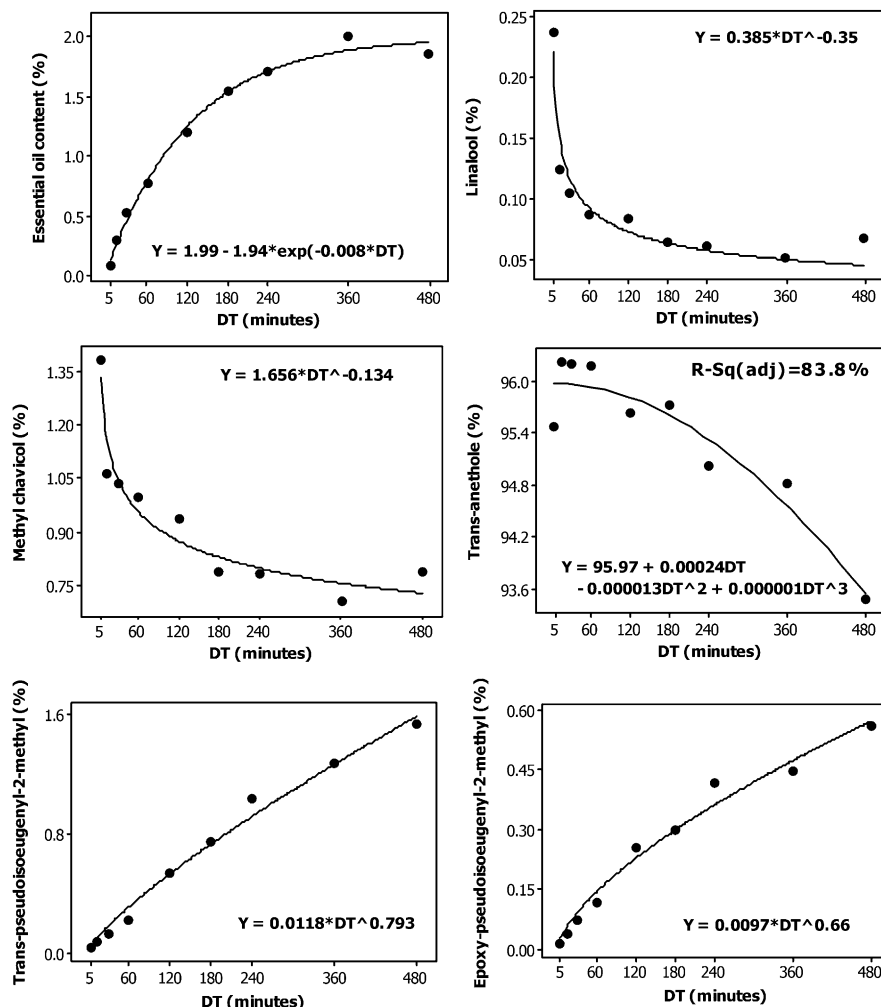 Essential oil content (%)
2.0
1.5
1.0
0.5
0.0
Y = 1.99 - 1.94*exp(-0.008*DT)
5 60 120 180 240 360 480
DT (minutes)
Linalool (%)
0.25
0.20
0.15
0.10
0.05
Y = 0.385*DT^-0.35
5 60 120 180 240 360 480
DT (minutes)
Methyl chavicol (%)
1.35
1.20
1.05
0.90
0.75
Y = 1.656*DT^-0.134
5 60 120 180 240 360 480
DT (minutes)
Trans-anethole (%)
96.0
95.4
94.8
94.2
93.6
R-Sq(adj)=83.8%
Y = 95.97 + 0.00024DT
- 0.000013DT^2 + 0.000001DT^3
5 60 120 180 240 360 480
DT (minutes)
Trans-pseudoisoeugenyl-2-methyl (%)
1.6
0.8
0.0
Y = 0.0118*DT^0.793
5 60 120 180 240 360 480
DT (minutes)
Epoxy-pseudoisoeugenyl-2-methyl (%)
0.60
0.45
0.30
0.15
0.00
Y = 0.0097*DT^0.66
5 60 120 180 240 360 480
DT (minutes)